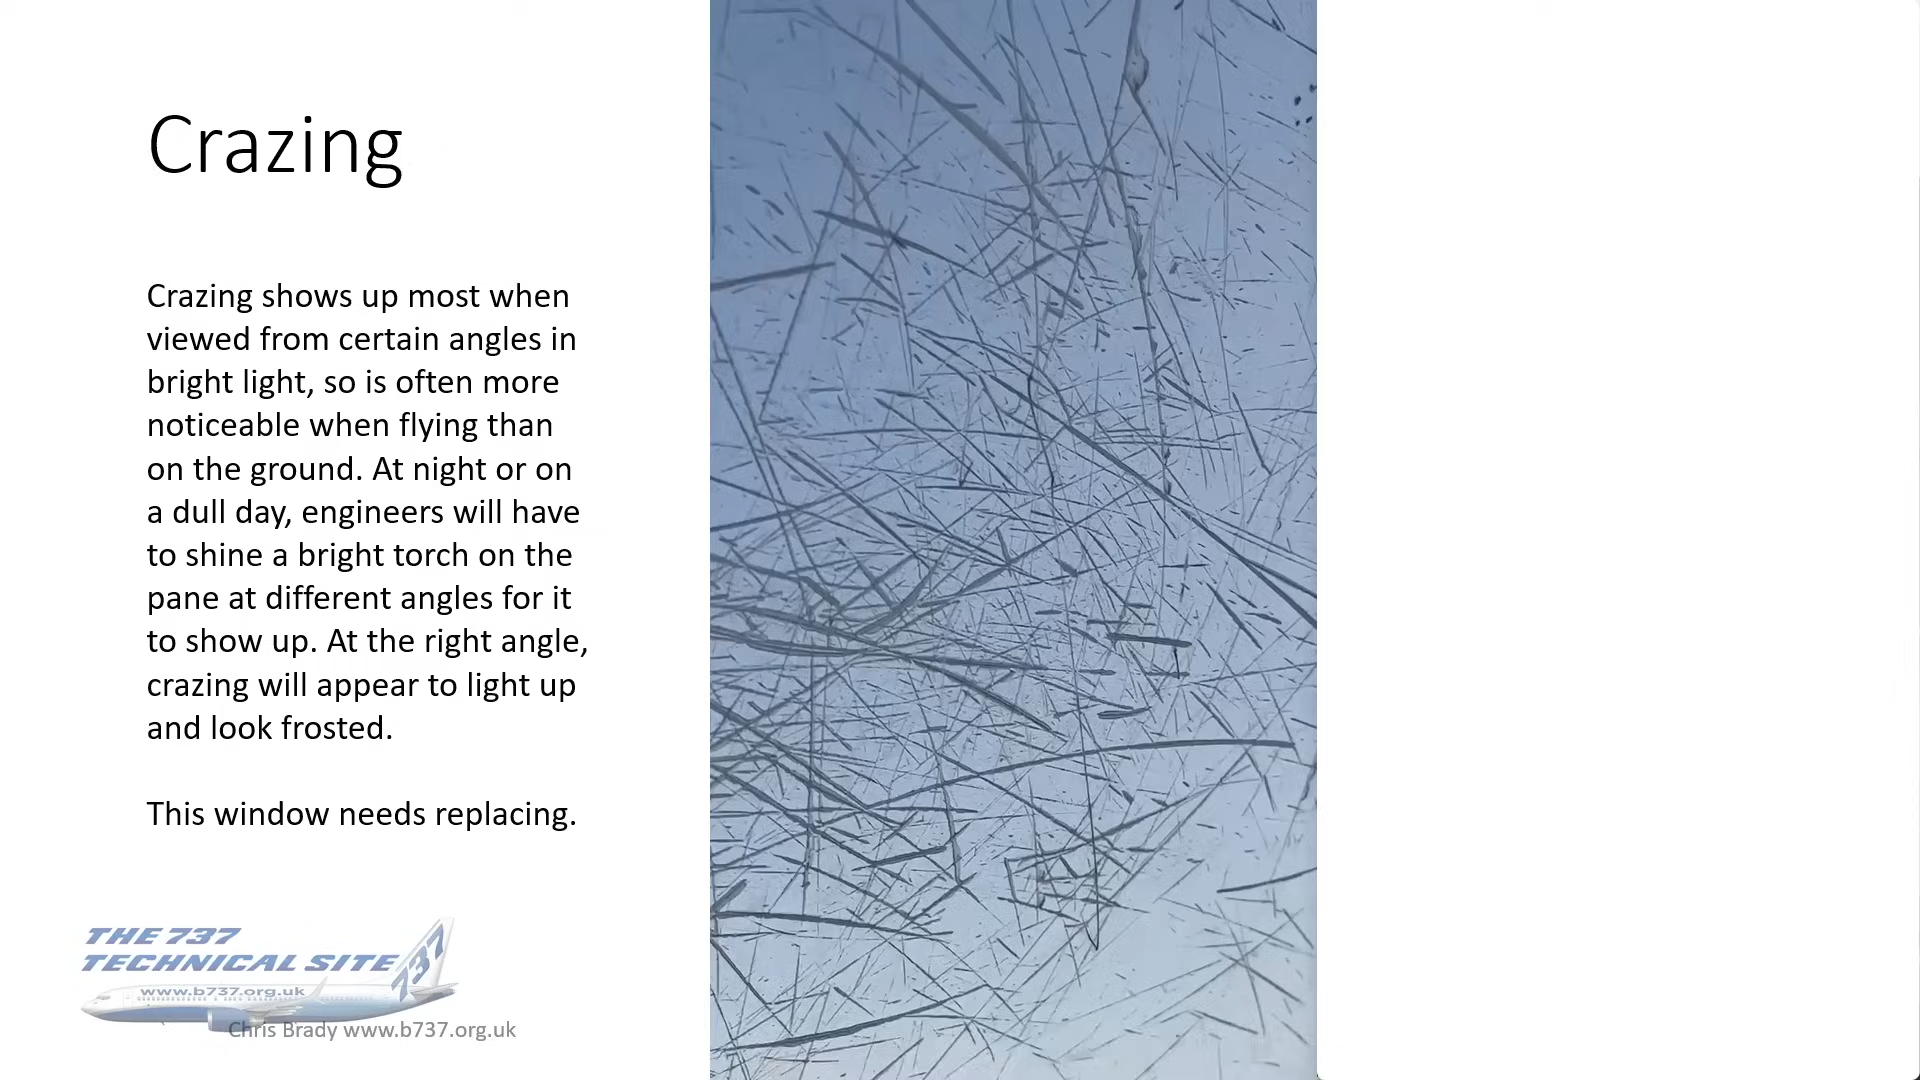 Crazing
Crazing shows up most when
viewed from certain angles in
bright light, so is often more
noticeable when flying than
on the ground. At night or on
a dull day, engineers will have
to shine a bright torch on the
pane at different angles for it
to show up. At the right angle,
crazing will appear to light up
and look frosted.
This window needs replacing.
THE 737
TECHNICAL SITE
737
www.b737.org.uk
Chris Brady www.b737.org.uk